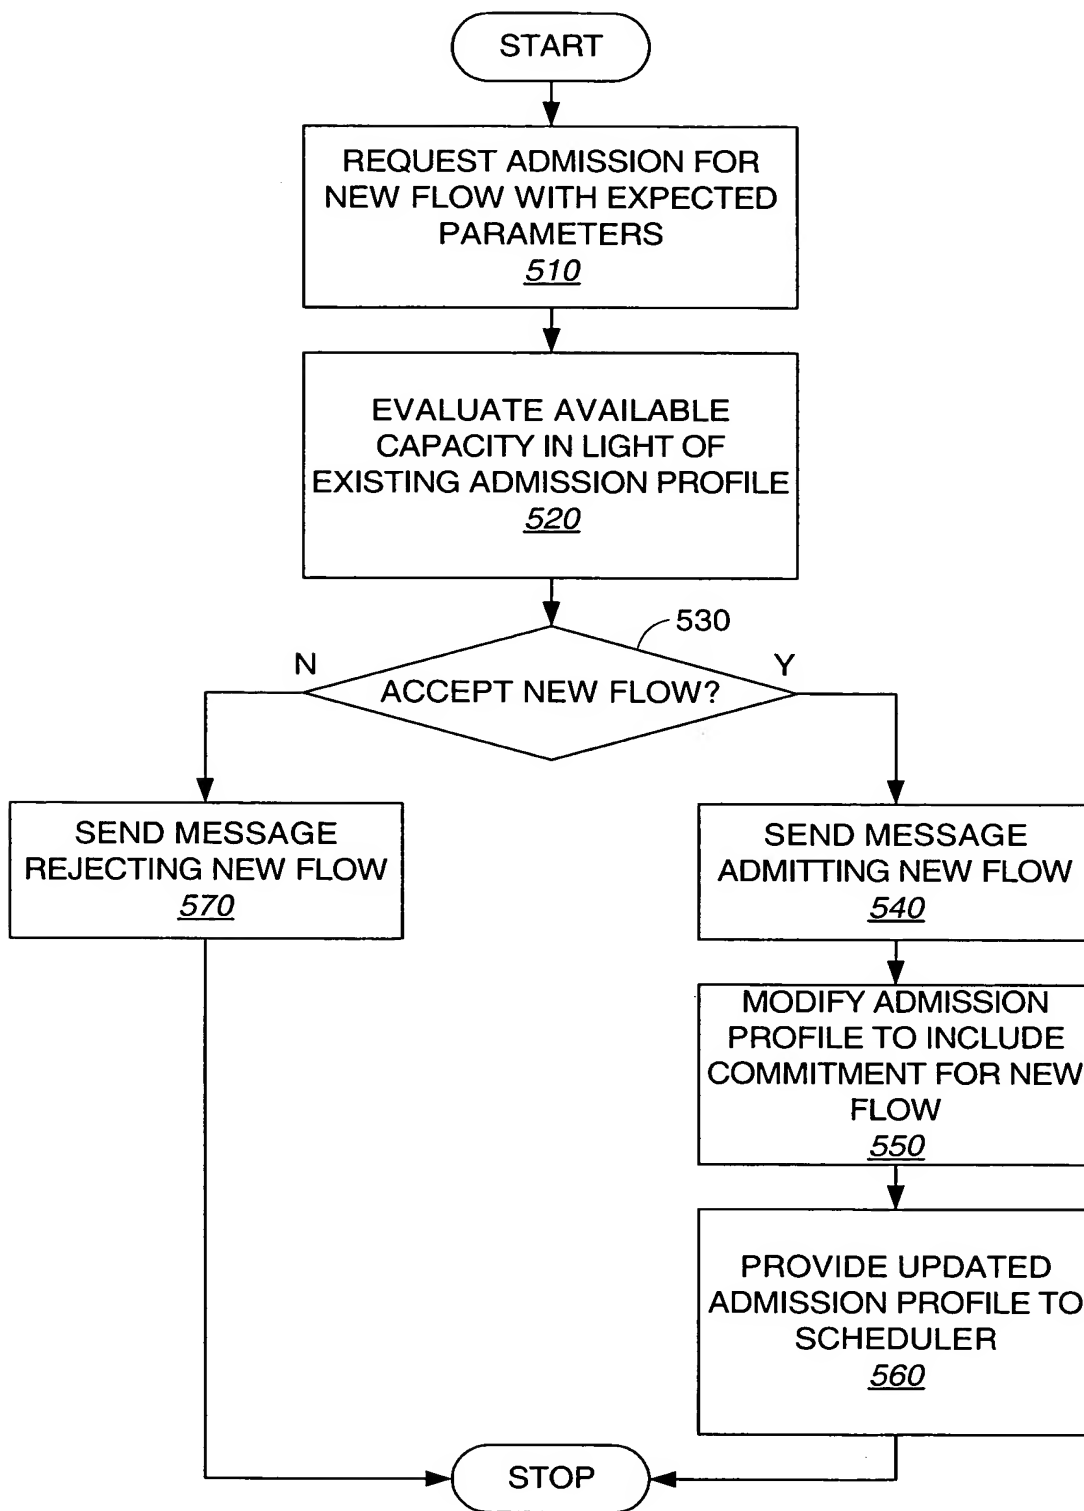 START
REQUEST ADMISSION FOR
NEW FLOW WITH EXPECTED
PARAMETERS
510
EVALUATE AVAILABLE
CAPACITY IN LIGHT OF
EXISTING ADMISSION PROFILE
520
530
N
Y
ACCEPT NEW FLOW?
SEND MESSAGE
REJECTING NEW FLOW
570
SEND MESSAGE
ADMITTING NEW FLOW
540
MODIFY ADMISSION
PROFILE TO INCLUDE
COMMITMENT FOR NEW
FLOW
550
PROVIDE UPDATED
ADMISSION PROFILE TO
SCHEDULER
560
STOP